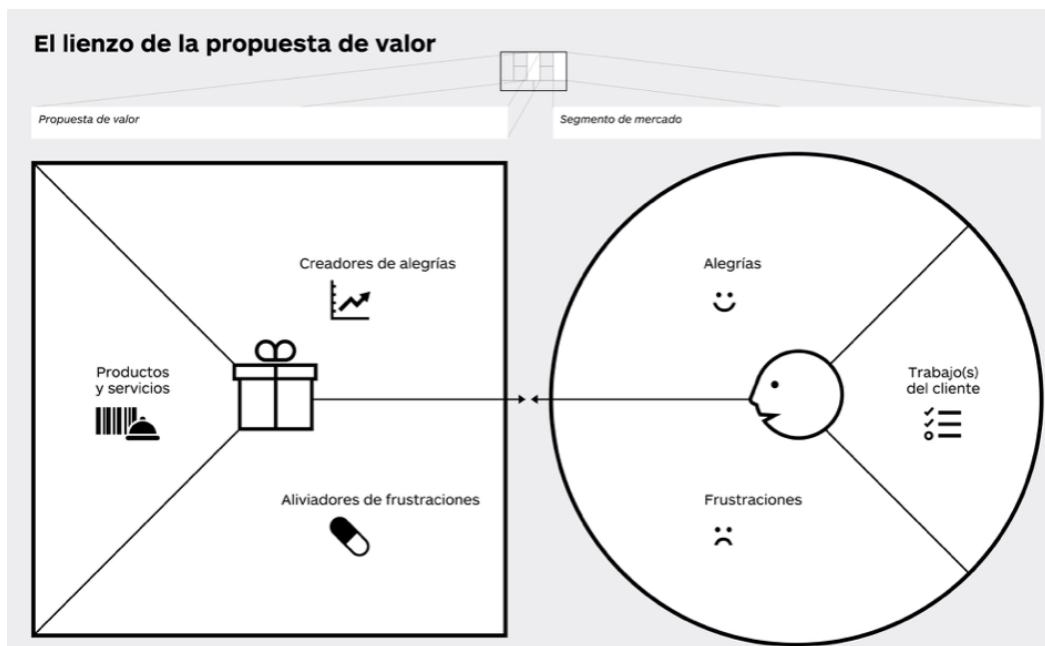 El lienzo de la propuesta de valor
Propuesta de valor
Segmento de mercado
Creadores de alegrías
Productos
y servicios
Aliviadores de frustraciones
Alegrías
Trabajo(s)
del cliente
Frustraciones